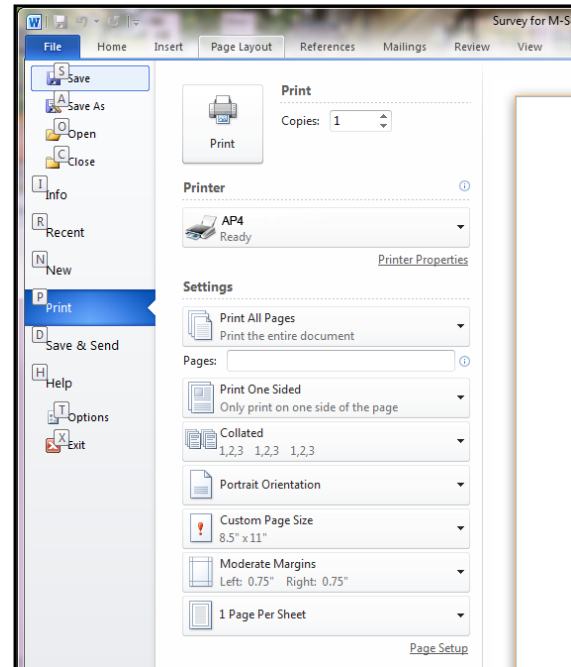 W
Survey for M-S
File Home Insert Page Layout References Mailings Review View
S Save
A Save As
O Open
C Close
I Info
R Recent
N New
P Print
D Save & Send
H Help
T Options
X Exit
Print
Print
Copies: 1
Printer
AP4
Ready
Printer Properties
Settings
Print All Pages
Print the entire document
Pages:
Print One Sided
Only print on one side of the page
Collated
1,2,3 1,2,3 1,2,3
Portrait Orientation
Custom Page Size
8.5" x 11"
Moderate Margins
Left: 0.75" Right: 0.75"
1 Page Per Sheet
Page Setup